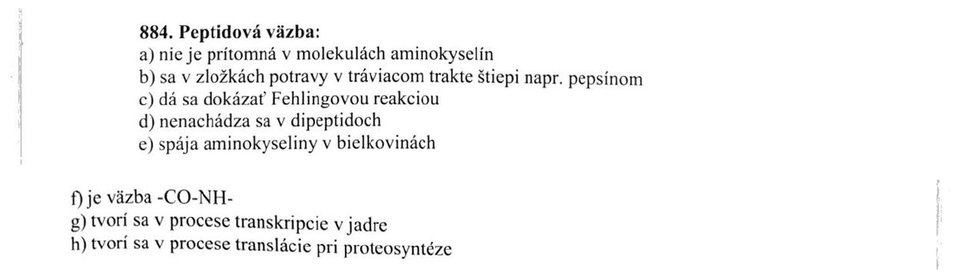 884. Peptidová väzba:
a) nie je prítomná v molekulách aminokyselín
b) sa v zložkách potravy v tráviacom trakte štiepi napr. pepsínom
c) dá sa dokázať Fehlingovou reakciou
d) nenachádza sa v dipeptidoch
e) spája aminokyseliny v bielkovinách
f) je väzba -CO-NH-
g) tvorí sa v procese transkripcie v jadre
h) tvorí sa v procese translácie pri proteosyntéze